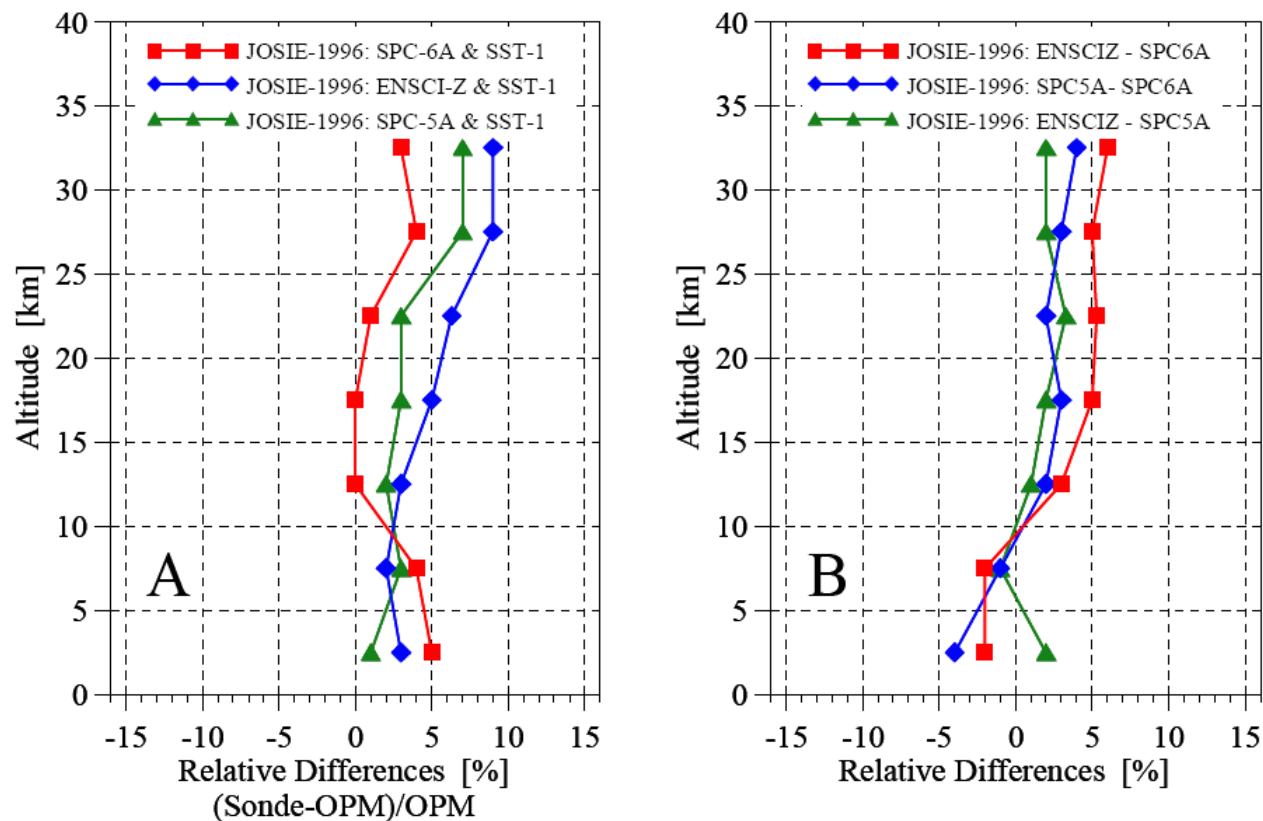 40
35
30
25
20
15
10
5
0
Altitude [km]
JOSIE-1996: SPC-6A & SST-1
JOSIE-1996: ENSCI-Z & SST-1
JOSIE-1996: SPC-5A & SST-1
A
-15 -10 -5 0 5 10 15
Relative Differences [%]
(Sonde-OPM)/OPM
40
35
30
25
20
15
10
5
0
Altitude [km]
JOSIE-1996: ENSCIZ - SPC6A
JOSIE-1996: SPC5A- SPC6A
JOSIE-1996: ENSCIZ - SPC5A
B
-15 -10 -5 0 5 10 15
Relative Differences [%]